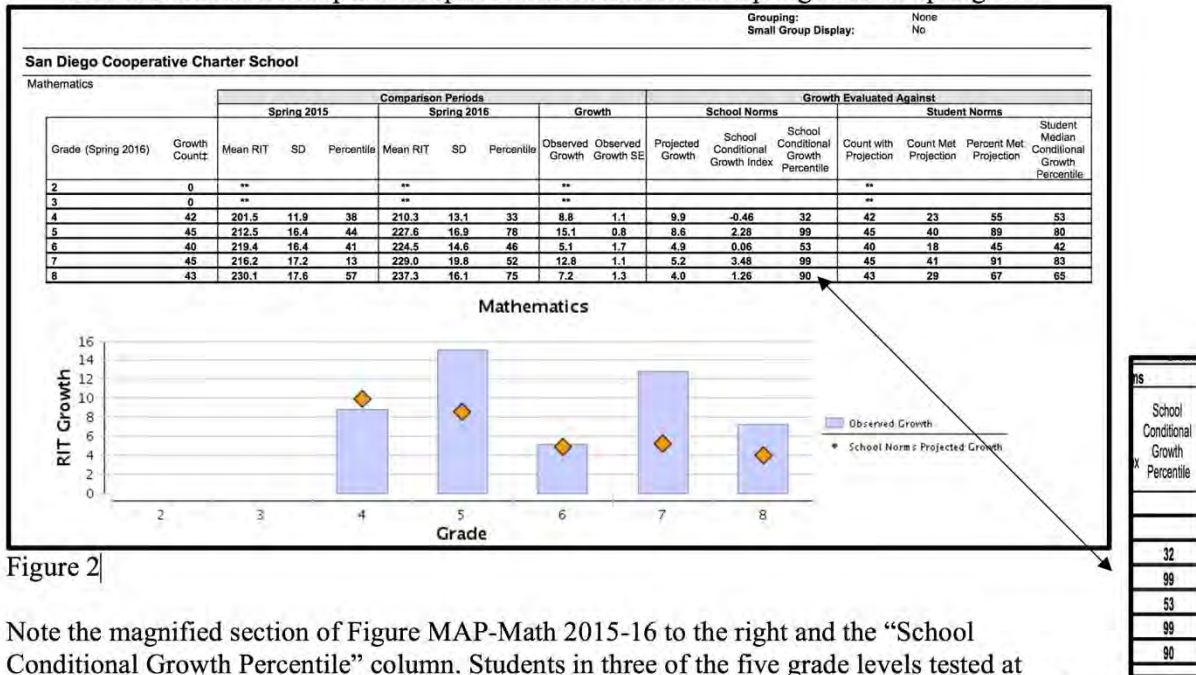 Grouping: None
Small Group Display: No
San Diego Cooperative Charter School
Mathematics
Comparison Periods Growth Evaluated Against
Spring 2015 Spring 2016 Growth School Norms Student Norms
Grade (Spring 2016) Growth Count‡ Mean RIT SD Percentile Mean RIT SD Percentile Observed Growth Observed Growth SE Projected Growth School Conditional Growth Index School Conditional Growth Percentile Count with Projection Count Met Projection Percent Met Projection Student Median Conditional Growth Percentile
2 0 ** ** ** **
3 0 ** ** ** **
4 42 201.5 11.9 38 210.3 13.1 33 8.8 1.1 9.9 -0.46 32 42 23 55 53
5 45 212.5 16.4 44 227.6 16.9 78 15.1 0.8 8.6 2.28 99 45 40 89 80
6 40 219.4 16.4 41 224.5 14.6 46 5.1 1.7 4.9 0.06 53 40 18 45 42
7 45 216.2 17.2 13 229.0 19.8 52 12.8 1.1 5.2 3.48 99 45 41 91 83
8 43 230.1 17.6 57 237.3 16.1 75 7.2 1.3 4.0 1.26 90 43 29 67 65
Mathematics
RIT Growth
16
14
12
10
8
6
4
2
0
2 3 4 5 6 7 8
Grade
Observed Growth
School Norms Projected Growth
School
Conditional
Growth
Percentile
32
99
53
99
90
Figure 2
Note the magnified section of Figure MAP-Math 2015-16 to the right and the “School
Conditional Growth Percentile” column. Students in three of the five grade levels tested at